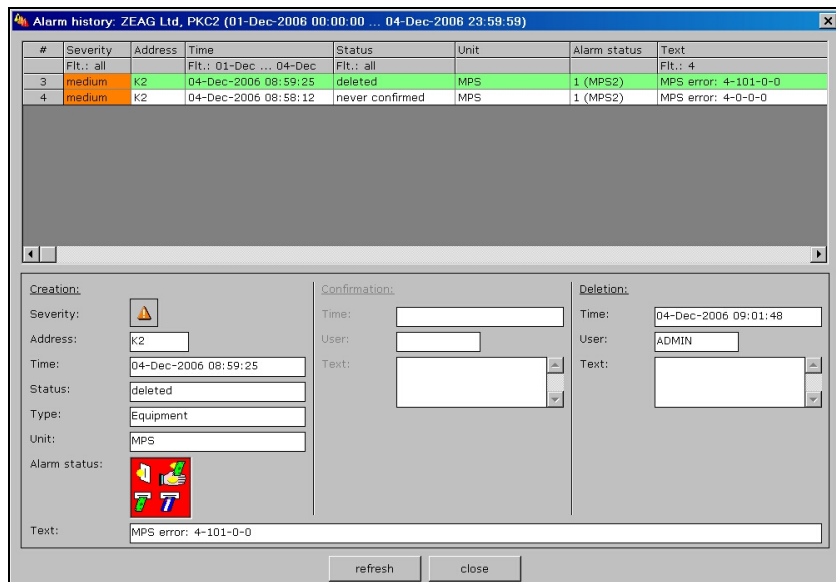 Alarm history: ZEAG Ltd, PKC2 (01-Dec-2006 00:00:00 ... 04-Dec-2006 23:59:59)
# Severity Address Time Status Unit Alarm status Text
Flt.: all Flt.: 01-Dec ... 04-Dec Flt.: all Flt.: 4
3 medium K2 04-Dec-2006 08:59:25 deleted MPS 1 (MPS2) MPS error: 4-101-0-0
4 medium K2 04-Dec-2006 08:58:12 never confirmed MPS 1 (MPS2) MPS error: 4-0-0-0
Creation: Confirmation: Deletion:
Severity: Time: Time: 04-Dec-2006 09:01:48
Address: K2 User: User: ADMIN
Time: 04-Dec-2006 08:59:25 Text: Text:
Status: deleted
Type: Equipment
Unit: MPS
Alarm status:
Text: MPS error: 4-101-0-0
refresh close